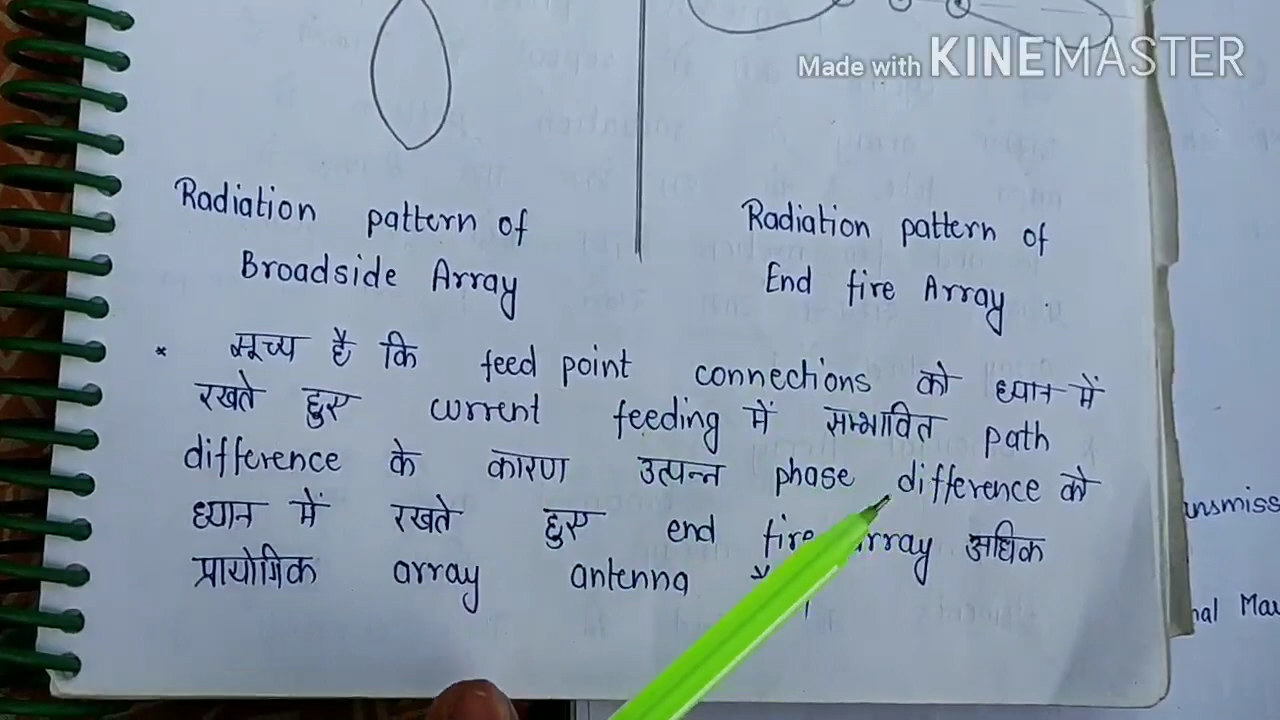 Made with KINEMASTER
Radiation pattern of
Broadside Array
Radiation pattern of
End fire Array
* सूच्य है कि feed point connections को ध्यान में
रखते हुए current feeding में सम्भावित path
difference के कारण उत्पन्न phase difference को
ध्यान में रखते हुए end fire array अधिक
प्रायोगिक array antenna